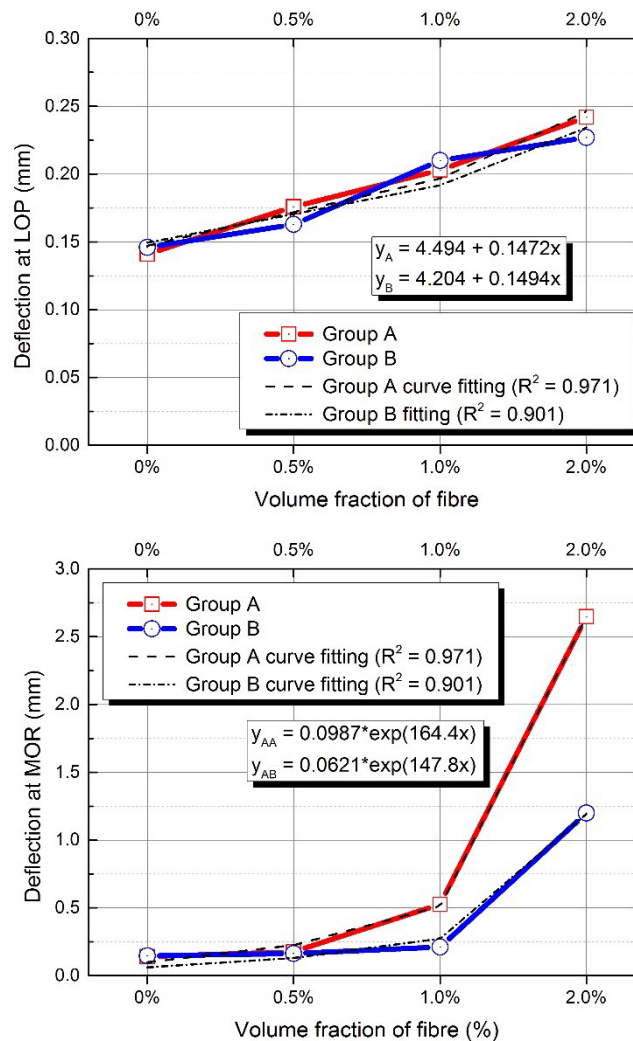 0% 0.5% 1.0% 2.0%
0.30
0.25
0.20
0.15
0.10
0.05
0.00
Deflection at LOP (mm)
y_A = 4.494 + 0.1472x
y_B = 4.204 + 0.1494x
Group A
Group B
Group A curve fitting (R² = 0.971)
Group B fitting (R² = 0.901)
0% 0.5% 1.0% 2.0%
Volume fraction of fibre
0% 0.5% 1.0% 2.0%
3.0
2.5
2.0
1.5
1.0
0.5
0.0
Deflection at MOR (mm)
Group A
Group B
Group A curve fitting (R² = 0.971)
Group B curve fitting (R² = 0.901)
y_AA = 0.0987*exp(164.4x)
y_AB = 0.0621*exp(147.8x)
0% 0.5% 1.0% 2.0%
Volume fraction of fibre (%)